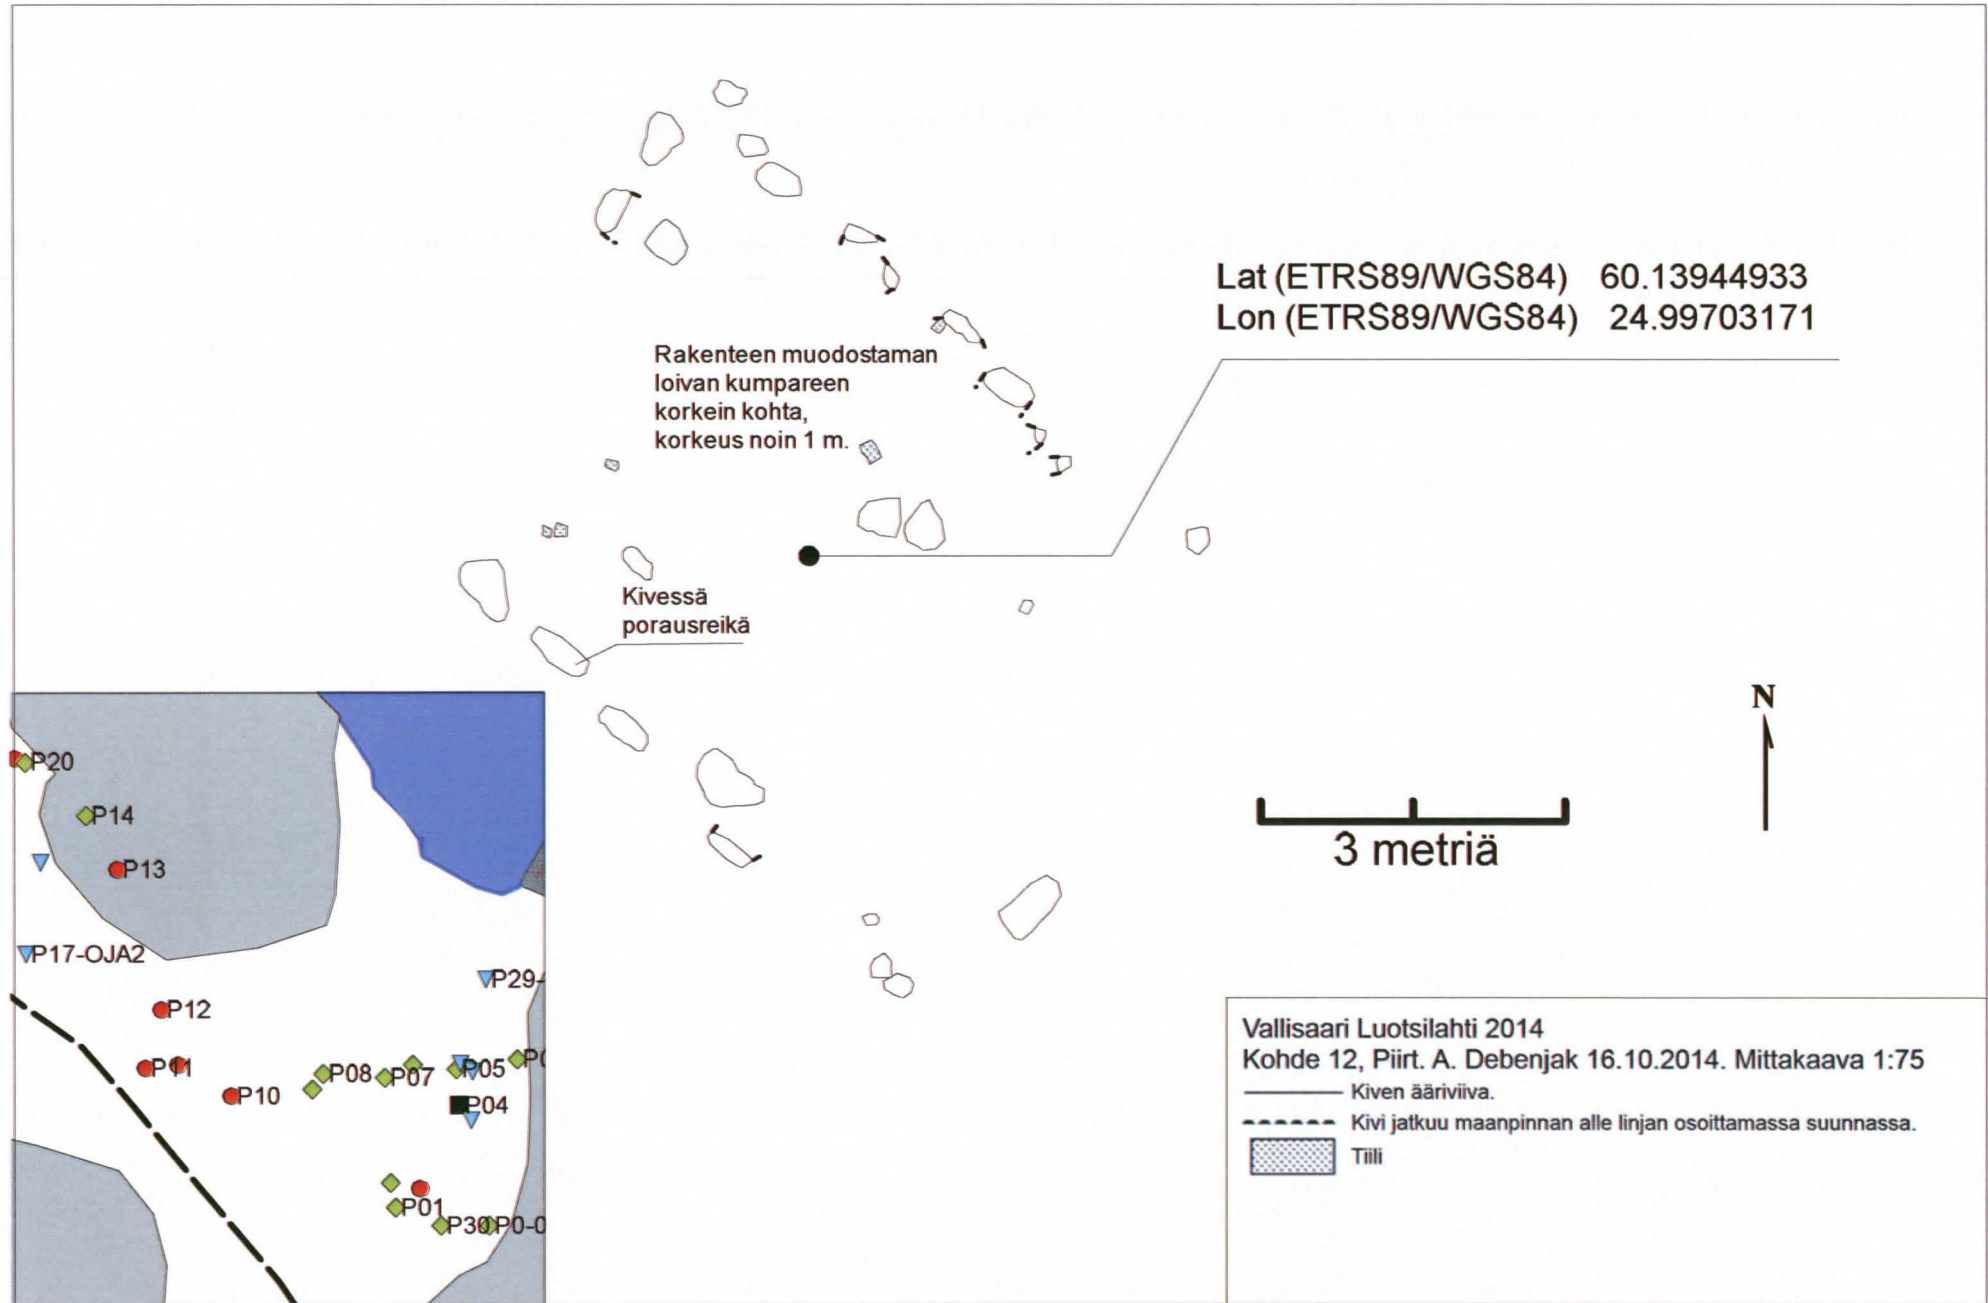 Lat (ETRS89/WGS84) 60.13944933
Lon (ETRS89/WGS84) 24.99703171
Rakenteen muodostaman
loivan kumpareen
korkein kohta,
korkeus noin 1 m.
Kivessä
porausreikä
N
3 metriä
P20
P14
P13
P17-OJA2
P29-
P12
P11
P10
P08
P07
P05
P04
P01
P30
P0-0
Vallisaari Luotsilahti 2014
Kohde 12, Piirt. A. Debenjak 16.10.2014. Mittakaava 1:75
Kiven ääriviiva.
Kivi jatkuu maanpinnan alle linjan osoittamassa suunnassa.
Tiili